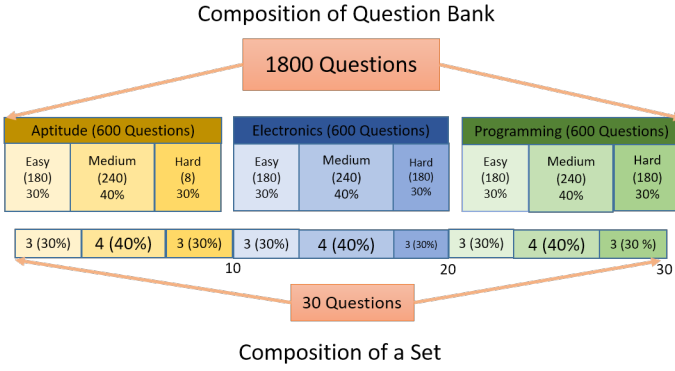 Composition of Question Bank
1800 Questions
Aptitude (600 Questions)
Easy
(180)
30%
Medium
(240)
40%
Hard
(8)
30%
Electronics (600 Questions)
Easy
(180)
30%
Medium
(240)
40%
Hard
(180)
30%
Programming (600 Questions)
Easy
(180)
30%
Medium
(240)
40%
Hard
(180)
30%
3 (30%)
4 (40%)
3 (30%)
3 (30%)
4 (40%)
3 (30%)
3 (30%)
4 (40%)
3 (30 %)
10
20
30
30 Questions
Composition of a Set